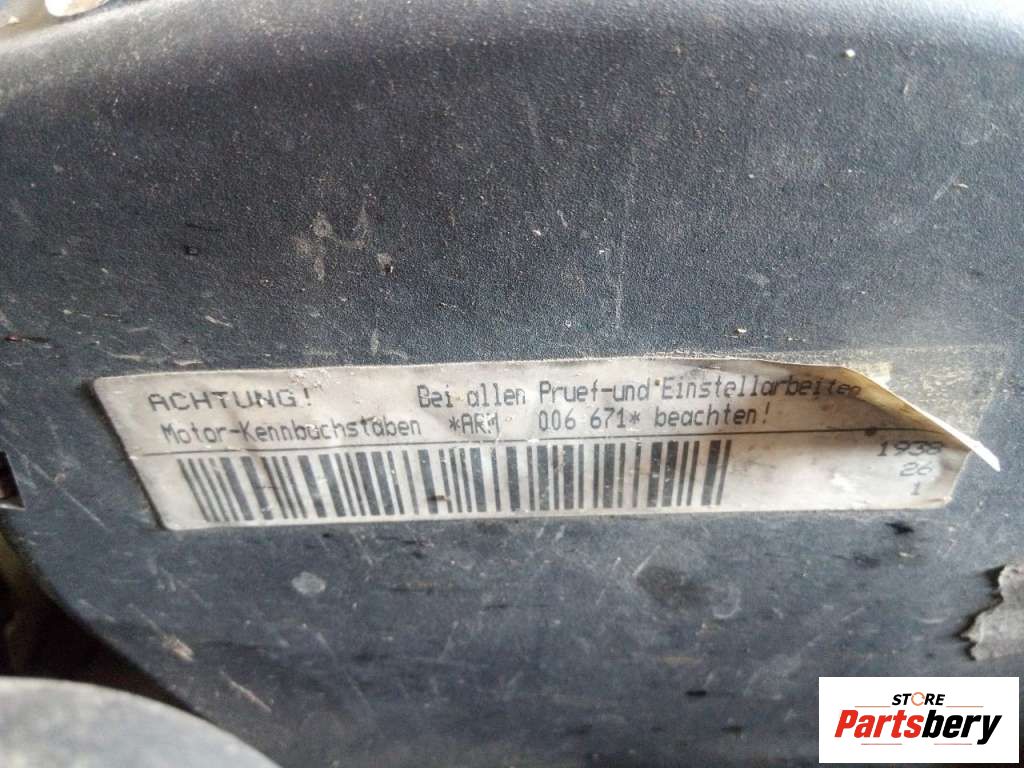 ACHTUNG! Bei allen Pruef-und Einstellarbeiten
Motor-Kennbuchstaben *ARM 006 671* beachten!
1938
26
1
STORE
Partsbery